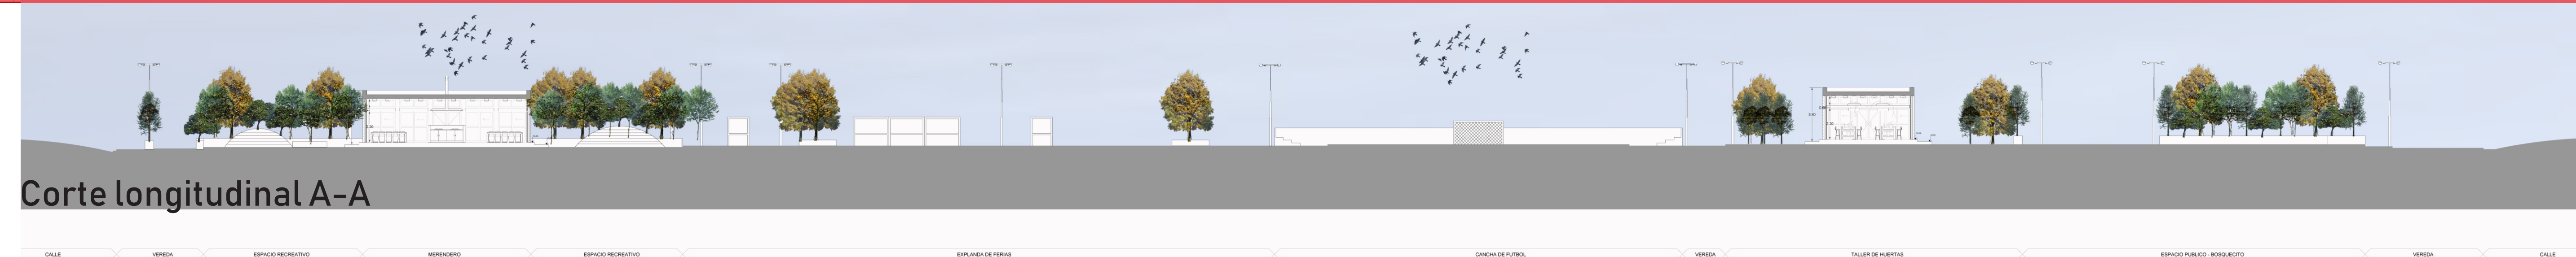 Corte longitudinal A-A
CALLE VEREDA ESPACIO RECREATIVO MERENDERO ESPACIO RECREATIVO EXPLANDA DE FERIAS CANCHA DE FUTBOL VEREDA TALLER DE HUERTAS ESPACIO PUBLICO - BOSQUECITO VEREDA CALLE